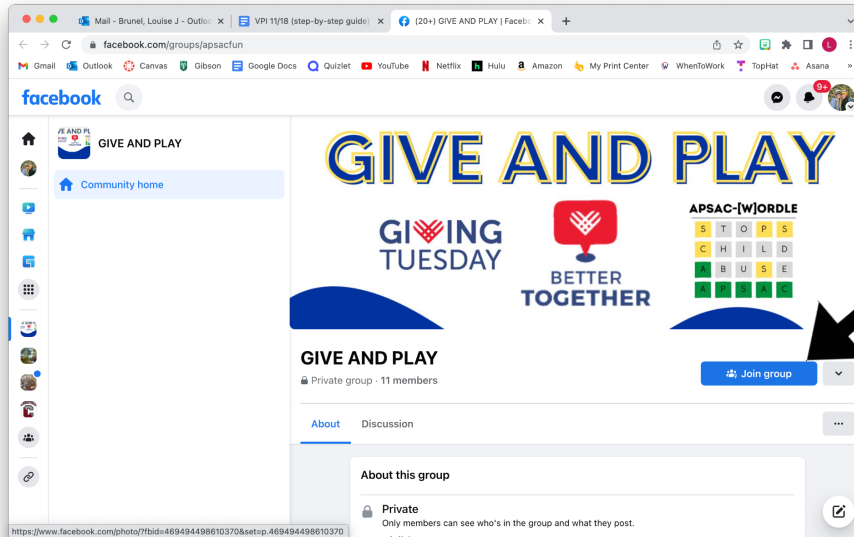 Mail - Brunel, Louise J - Outloo
VPI 11/18 (step-by-step guide)
(20+) GIVE AND PLAY | Facebo
facebook.com/groups/apsacfun
L
Gmail
Outlook
Canvas
Gibson
Google Docs
Quizlet
YouTube
Netflix
Hulu
Amazon
My Print Center
WhenToWork
TopHat
Asana
»
facebook
9+
GIVE AND PLAY
Community home
GIVE AND PLAY
GIVING
TUESDAY
BETTER
TOGETHER
APSAC-[W]ORDLE
S T O P S
C H I L D
A B U S E
A P S A C
GIVE AND PLAY
Private group · 11 members
Join group
About
Discussion
About this group
Private
Only members can see who's in the group and what they post.
https://www.facebook.com/photo/?fbid=469494498610370&set=p.469494498610370